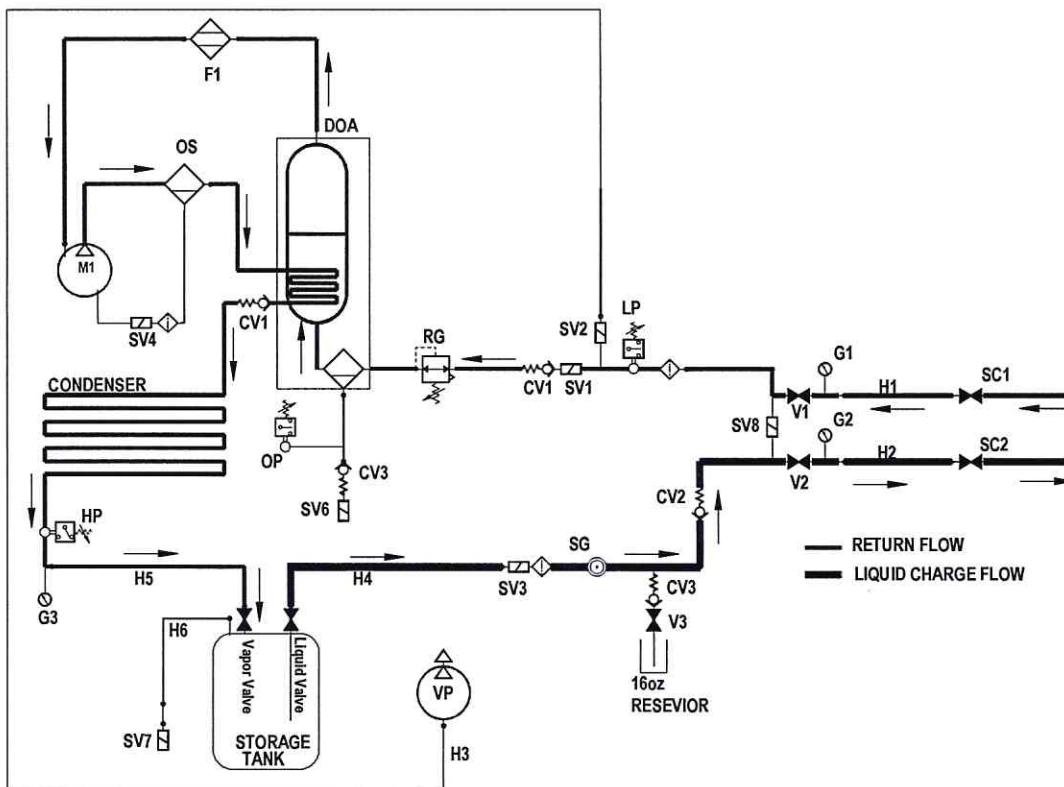 F1
DOA
OS
M1
SV4
CV1
RG
CV1
SV1
SV2
LP
G1
H1
SC1
V1
SV8
G2
H2
SC2
V2
CONDENSER
OP
CV3
SV6
CV2
HP
H5
G3
H4
SV3
SG
CV3
V3
16oz
RESEVIOR
RETURN FLOW
LIQUID CHARGE FLOW
H6
SV7
Vapor Valve
Liquid Valve
STORAGE
TANK
VP
H3